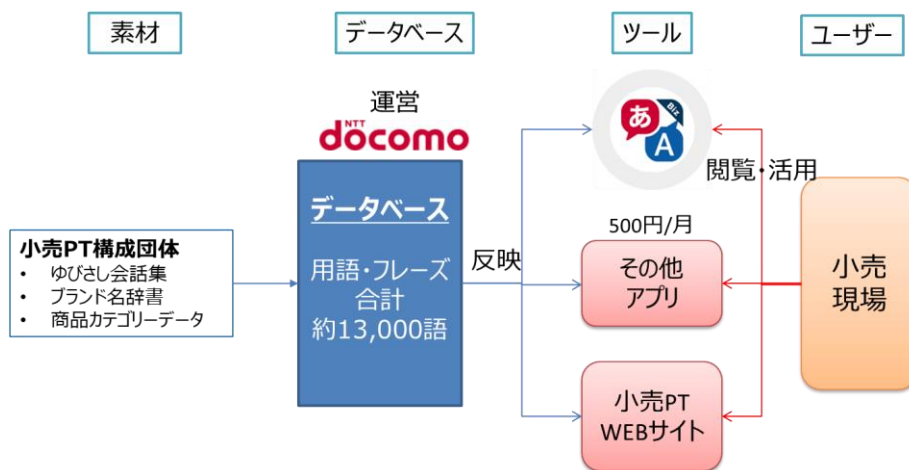 素材
データベース
ツール
ユーザー
運営
NTT
döcomo
データベース
用語・フレーズ
合計
約13,000語
小売PT構成団体
• ゆびさし会話集
• ブランド名辞書
• 商品カテゴリーデータ
反映
あ
A
Biz
閲覧・活用
500円/月
その他
アプリ
小売PT
WEBサイト
小売
現場